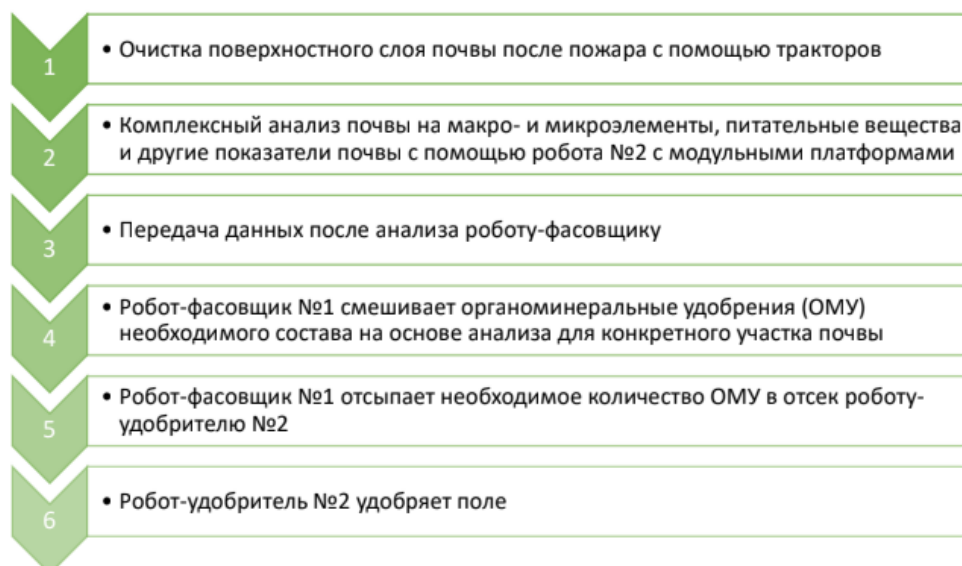 1
• Очистка поверхностного слоя почвы после пожара с помощью тракторов
2
• Комплексный анализ почвы на макро- и микроэлементы, питательные вещества
и другие показатели почвы с помощью робота №2 с модульными платформами
3
• Передача данных после анализа роботу-фасовщику
4
• Робот-фасовщик №1 смешивает органоминеральные удобрения (ОМУ)
необходимого состава на основе анализа для конкретного участка почвы
5
• Робот-фасовщик №1 отсыпает необходимое количество ОМУ в отсек роботу-
удобрителю №2
6
• Робот-удобритель №2 удобряет поле